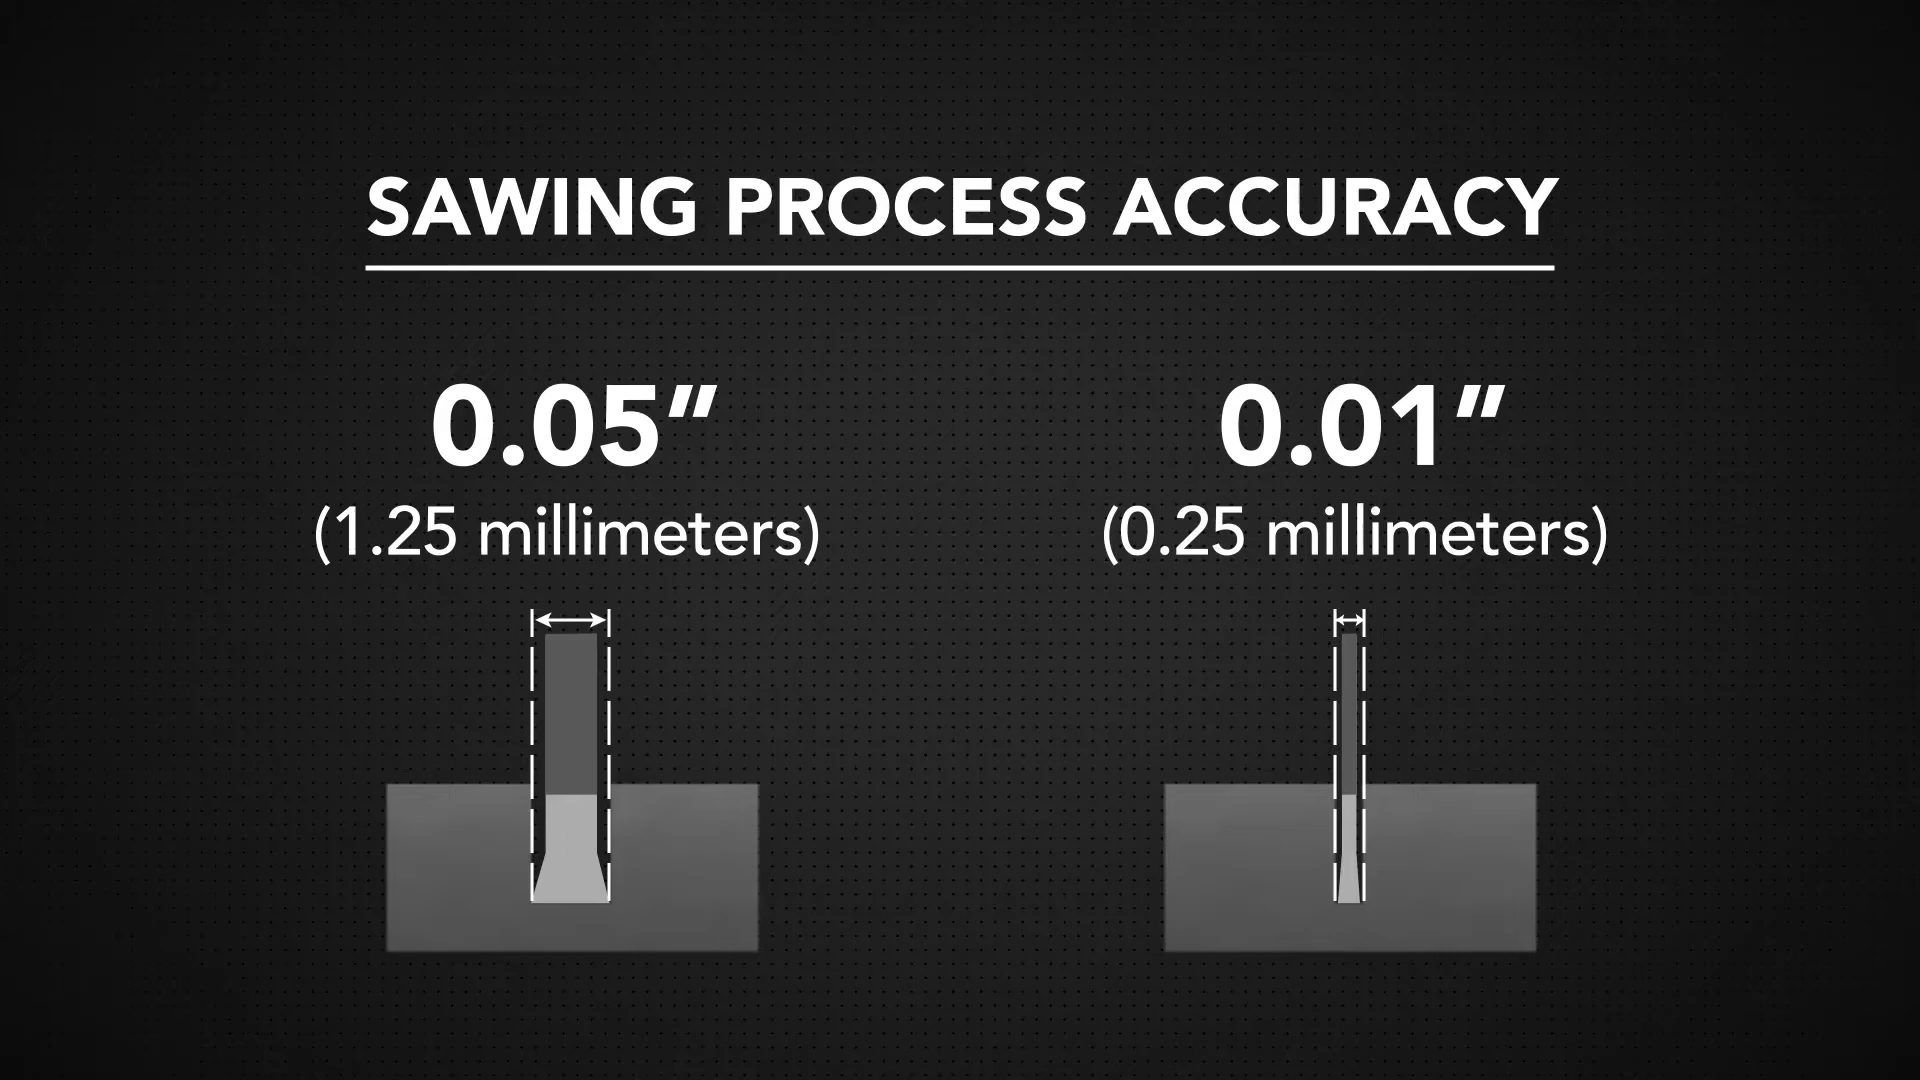 SAWING PROCESS ACCURACY
0.05″ 0.01″
(1.25 millimeters) (0.25 millimeters)